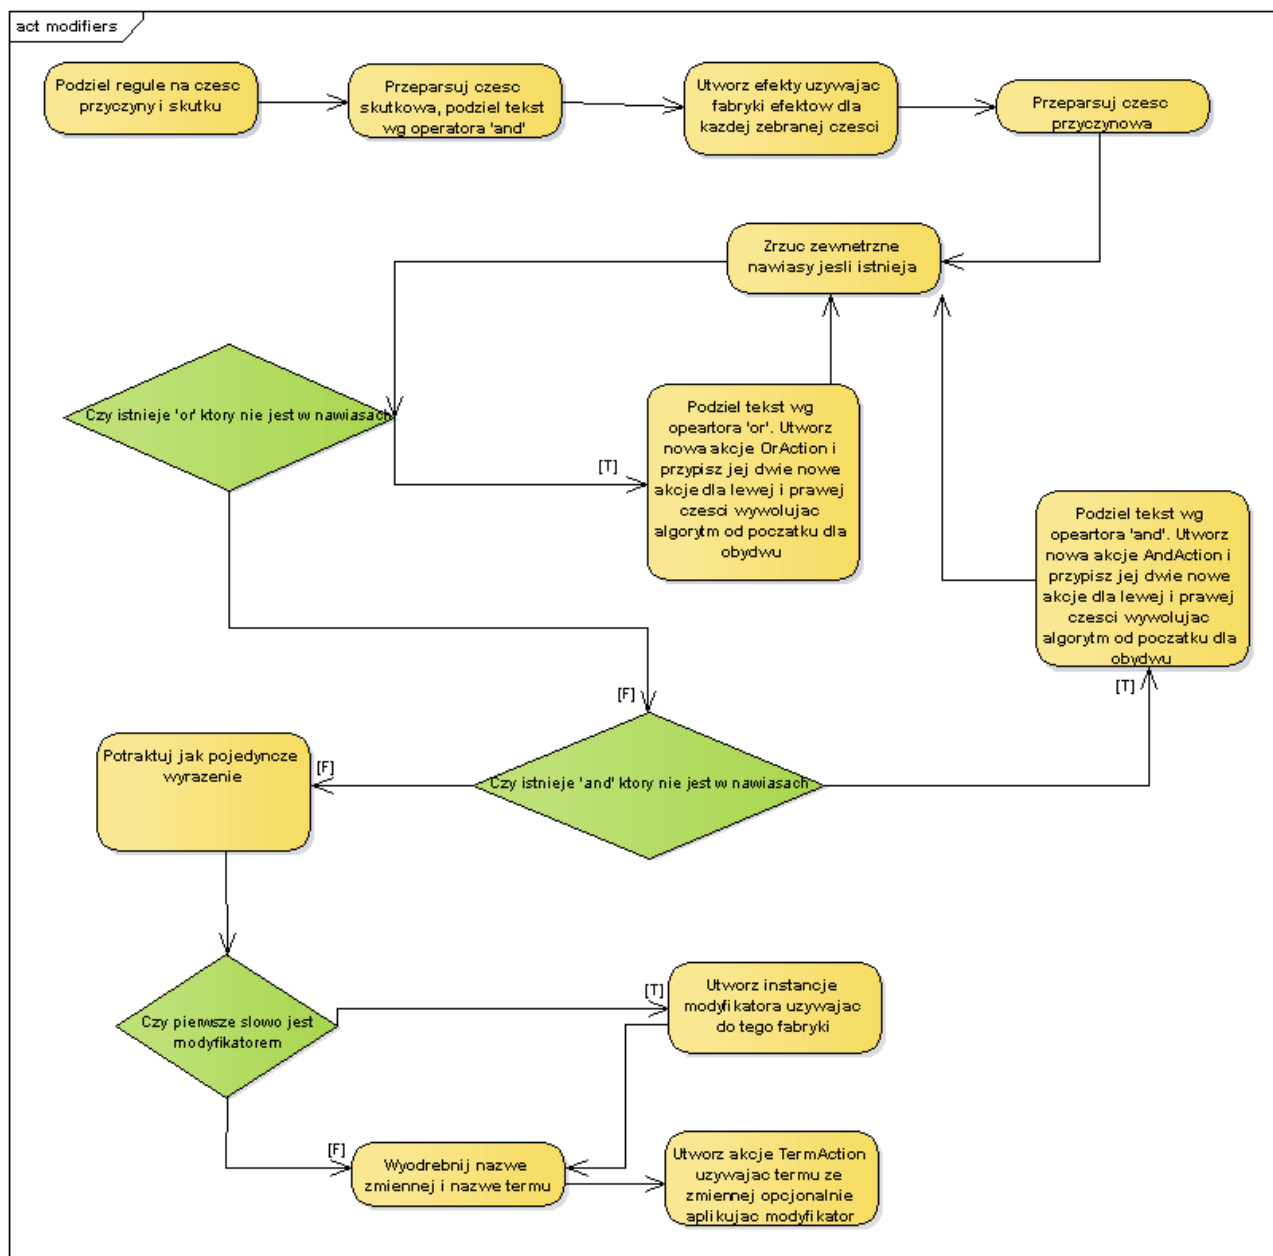 act modifiers
Podziel regule na czesc
przyczyny i skutku
Przeparsuj czesc
skutkowa, podziel tekst
wg operatora 'and'
Utworz efekty uzywajac
fabryki efektow dla
kazdej zebranej czesci
Przeparsuj czesc
przyczynowa
Zrzuc zewnetrzne
nawiasy jesli istnieja
Czy istnieje 'or' ktory nie jest w nawiasach
[T]
Podziel tekst wg
opeartora 'or'. Utworz
nowa akcje OrAction i
przypisz jej dwie nowe
akcje dla lewej i prawej
czesci wywolujac
algorytm od poczatku dla
obydwu
Podziel tekst wg
opeartora 'and'. Utworz
nowa akcje AndAction i
przypisz jej dwie nowe
akcje dla lewej i prawej
czesci wywolujac
algorytm od poczatku dla
obydwu
[T]
[F]
Czy istnieje 'and' ktory nie jest w nawiasach
[F]
Potraktuj jak pojedyncze
wyrazenie
Czy pierwsze slowo jest
modyfikatorem
[T]
Utworz instancje
modyfikatora uzywajac
do tego fabryki
[F]
Wyodrebnij nazwe
zmiennej i nazwe termu
Utworz akcje TermAction
uzywajac termu ze
zmiennej opcjonalnie
aplikujac modyfikator